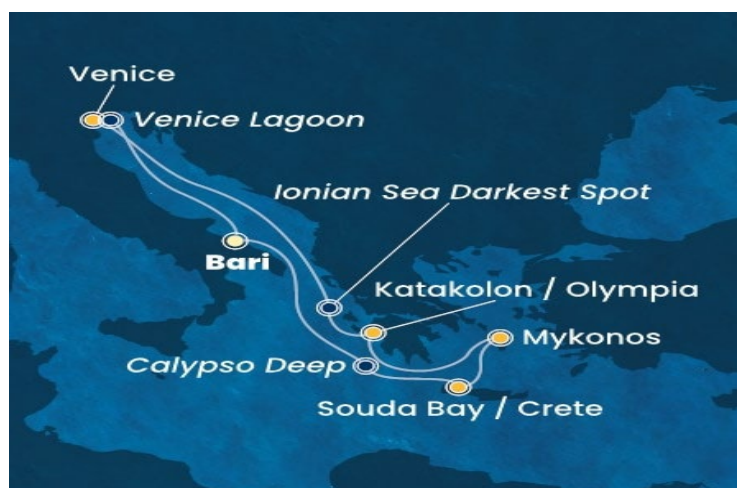 Venice
Venice Lagoon
Ionian Sea Darkest Spot
Bari
Katakolon / Olympia
Mykonos
Calypso Deep
Souda Bay / Crete